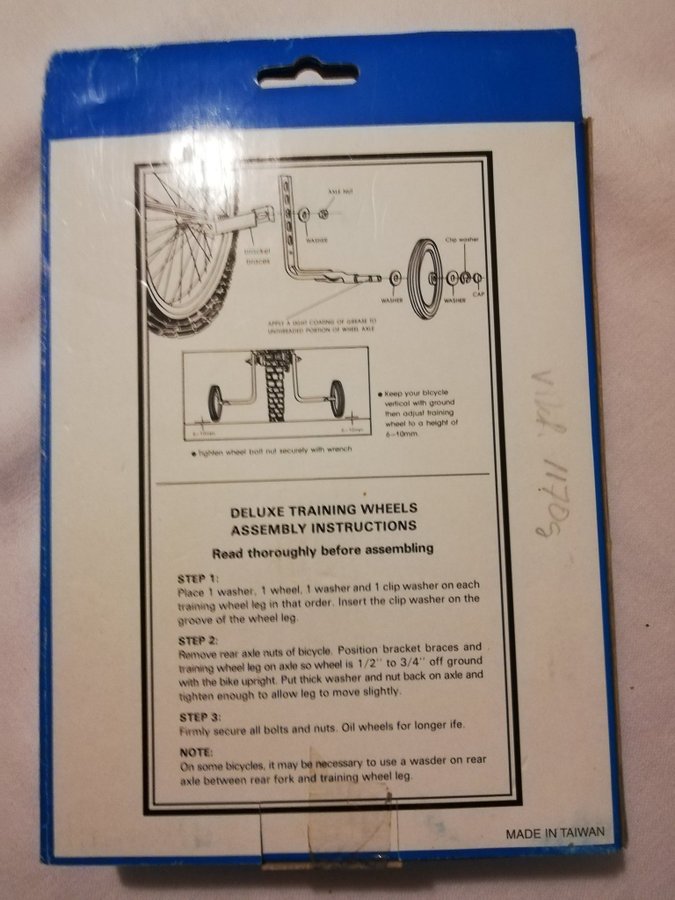 AXLE NUT
WASHER
bracket
braces
Clip washer
WASHER
WASHER
CAP
APPLY A LIGHT COATING OF GREASE TO
UNTHREADED PORTION OF WHEEL AXLE
6-10mm
6-10mm
● Keep your bicycle
vertical with ground
then adjust training
wheel to a height of
6-10mm.
● Tighten wheel bolt nut securely with wrench
DELUXE TRAINING WHEELS
ASSEMBLY INSTRUCTIONS
Read thoroughly before assembling
STEP 1:
Place 1 washer, 1 wheel, 1 washer and 1 clip washer on each
training wheel leg in that order. Insert the clip washer on the
groove of the wheel leg.
STEP 2:
Remove rear axle nuts of bicycle. Position bracket braces and
training wheel leg on axle so wheel is 1/2'' to 3/4'' off ground
with the bike upright. Put thick washer and nut back on axle and
tighten enough to allow leg to move slightly.
STEP 3:
Firmly secure all bolts and nuts. Oil wheels for longer ife.
NOTE:
On some bicycles, it may be necessary to use a wasder on rear
axle between rear fork and training wheel leg.
MADE IN TAIWAN
1170g